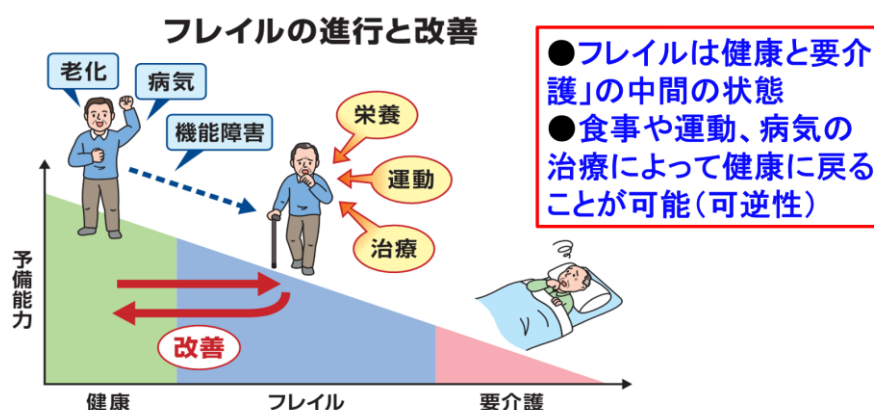 フレイルの進行と改善
老化
病気
機能障害
栄養
運動
治療
予備能力
改善
健康
フレイル
要介護
●フレイルは健康と要介
護」の中間の状態
●食事や運動、病気の
治療によって健康に戻る
ことが可能(可逆性)